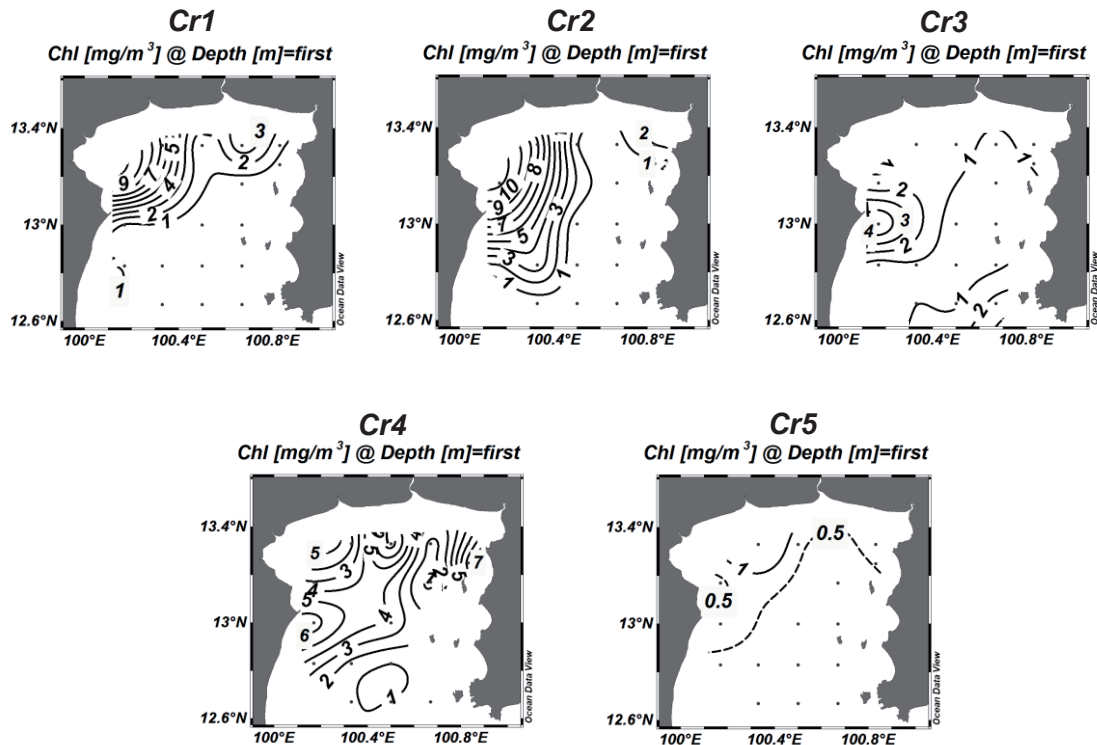 Cr1
Chl [mg/m³] @ Depth [m]=first
13.4°N
13°N
12.6°N
100°E
100.4°E
100.8°E
9
7
5
4
2
1
3
2
1
Ocean Data View
Cr2
Chl [mg/m³] @ Depth [m]=first
13.4°N
13°N
12.6°N
100°E
100.4°E
100.8°E
8
10
9
7
5
3
3
1
1
2
1
Ocean Data View
Cr3
Chl [mg/m³] @ Depth [m]=first
13.4°N
13°N
12.6°N
100°E
100.4°E
100.8°E
1
1
2
3
4
2
1
2
Ocean Data View
Cr4
Chl [mg/m³] @ Depth [m]=first
13.4°N
13°N
12.6°N
100°E
100.4°E
100.8°E
5
3
4
5
6
5
4
2
5
7
4
3
2
1
Ocean Data View
Cr5
Chl [mg/m³] @ Depth [m]=first
13.4°N
13°N
12.6°N
100°E
100.4°E
100.8°E
0.5
1
0.5
Ocean Data View